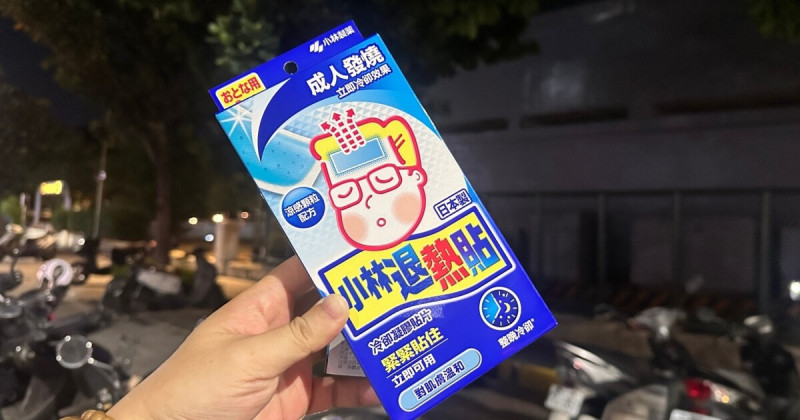 小林製薬
おとな用
成人發燒
立即冷卻效果
涼感顆粒
配方
日本製
小林退熱貼
冷卻凝膠貼片
緊緊貼住
立即可用
整晚冷卻*
對肌膚溫和